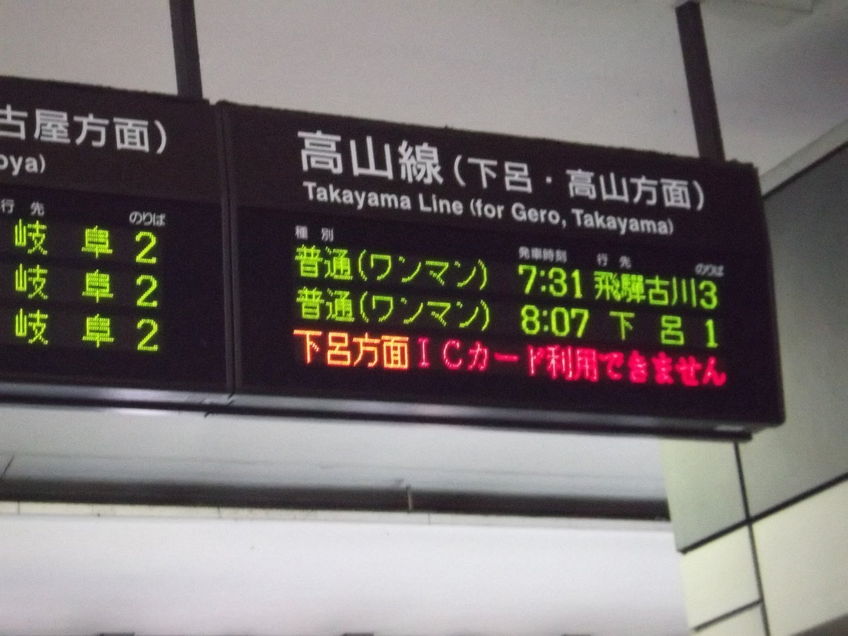 古屋方面)
oya)
行先 のりば
岐阜 2
岐阜 2
岐阜 2
高山線(下呂・高山方面)
Takayama Line (for Gero, Takayama)
種別 発車時刻 行先 のりば
普通(ワンマン) 7:31 飛驒古川 3
普通(ワンマン) 8:07 下呂 1
下呂方面ICカード利用できません